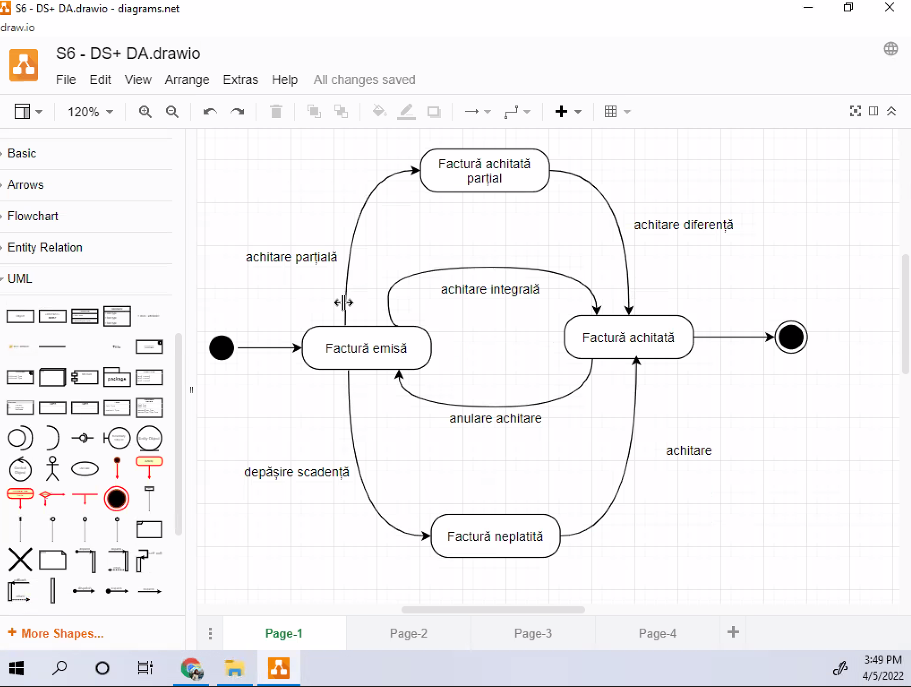 S6 - DS+ DA.drawio - diagrams.net
draw.io
S6 - DS+ DA.drawio
File Edit View Arrange Extras Help All changes saved
120%
Basic
Arrows
Flowchart
Entity Relation
UML
package
+ More Shapes...
Factură achitată
parțial
achitare diferență
achitare parțială
achitare integrală
Factură emisă
Factură achitată
anulare achitare
achitare
depășire scadență
Factură neplatită
Page-1 Page-2 Page-3 Page-4
3:49 PM
4/5/2022